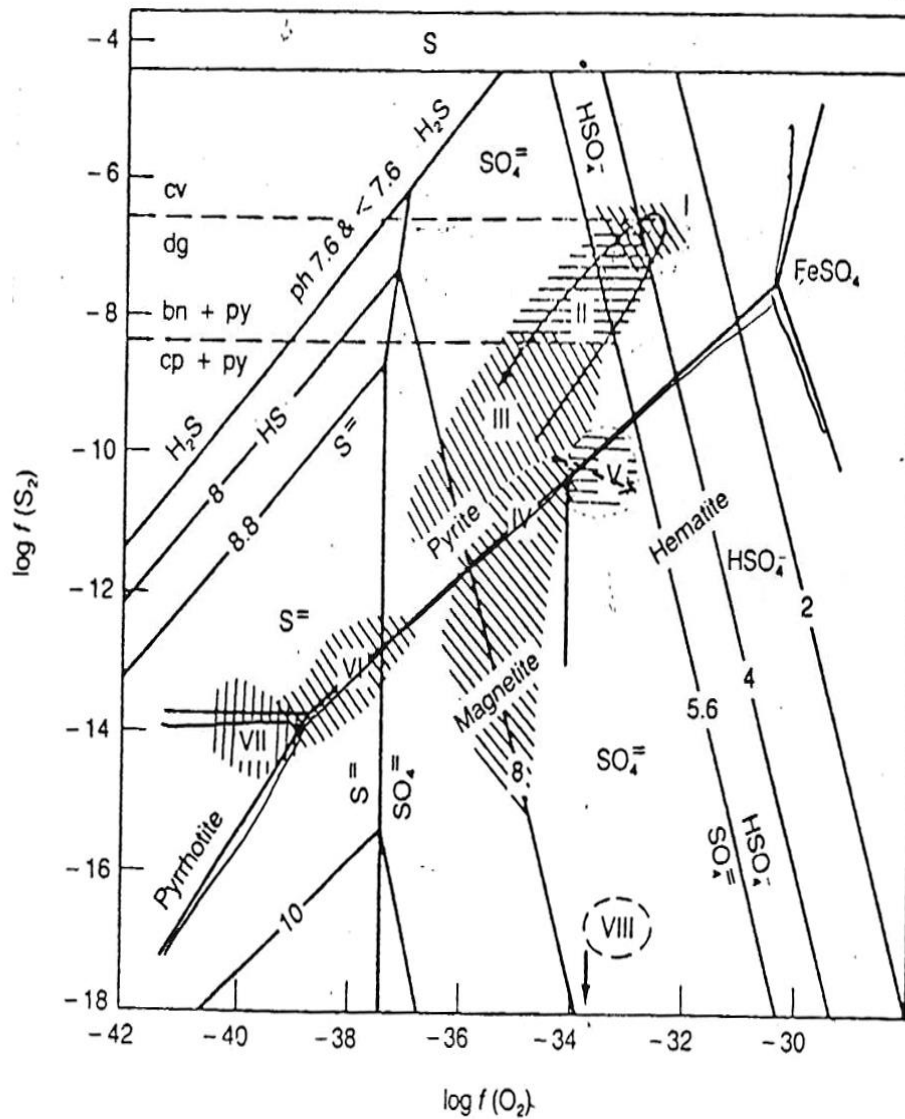 -4
S
H₂S
HSO₄⁻
SO₄⁼
-6
cv
dg
ph 7.6 & < 7.6
I
FeSO₄
-8
bn + py
cp + py
II
H₂S
8
HS
S⁼
III
-10
8.8
V
IV
Pyrite
Hematite
log f (S₂)
-12
HSO₄⁻
2
S⁼
VI
Magnetite
4
5.6
-14
VII
8
SO₄⁼
S⁼
SO₄⁼
Pyrrhotite
HSO₄⁻
SO₄⁼
-16
10
VIII
-18
-42
-40
-38
-36
-34
-32
-30
log f (O₂)